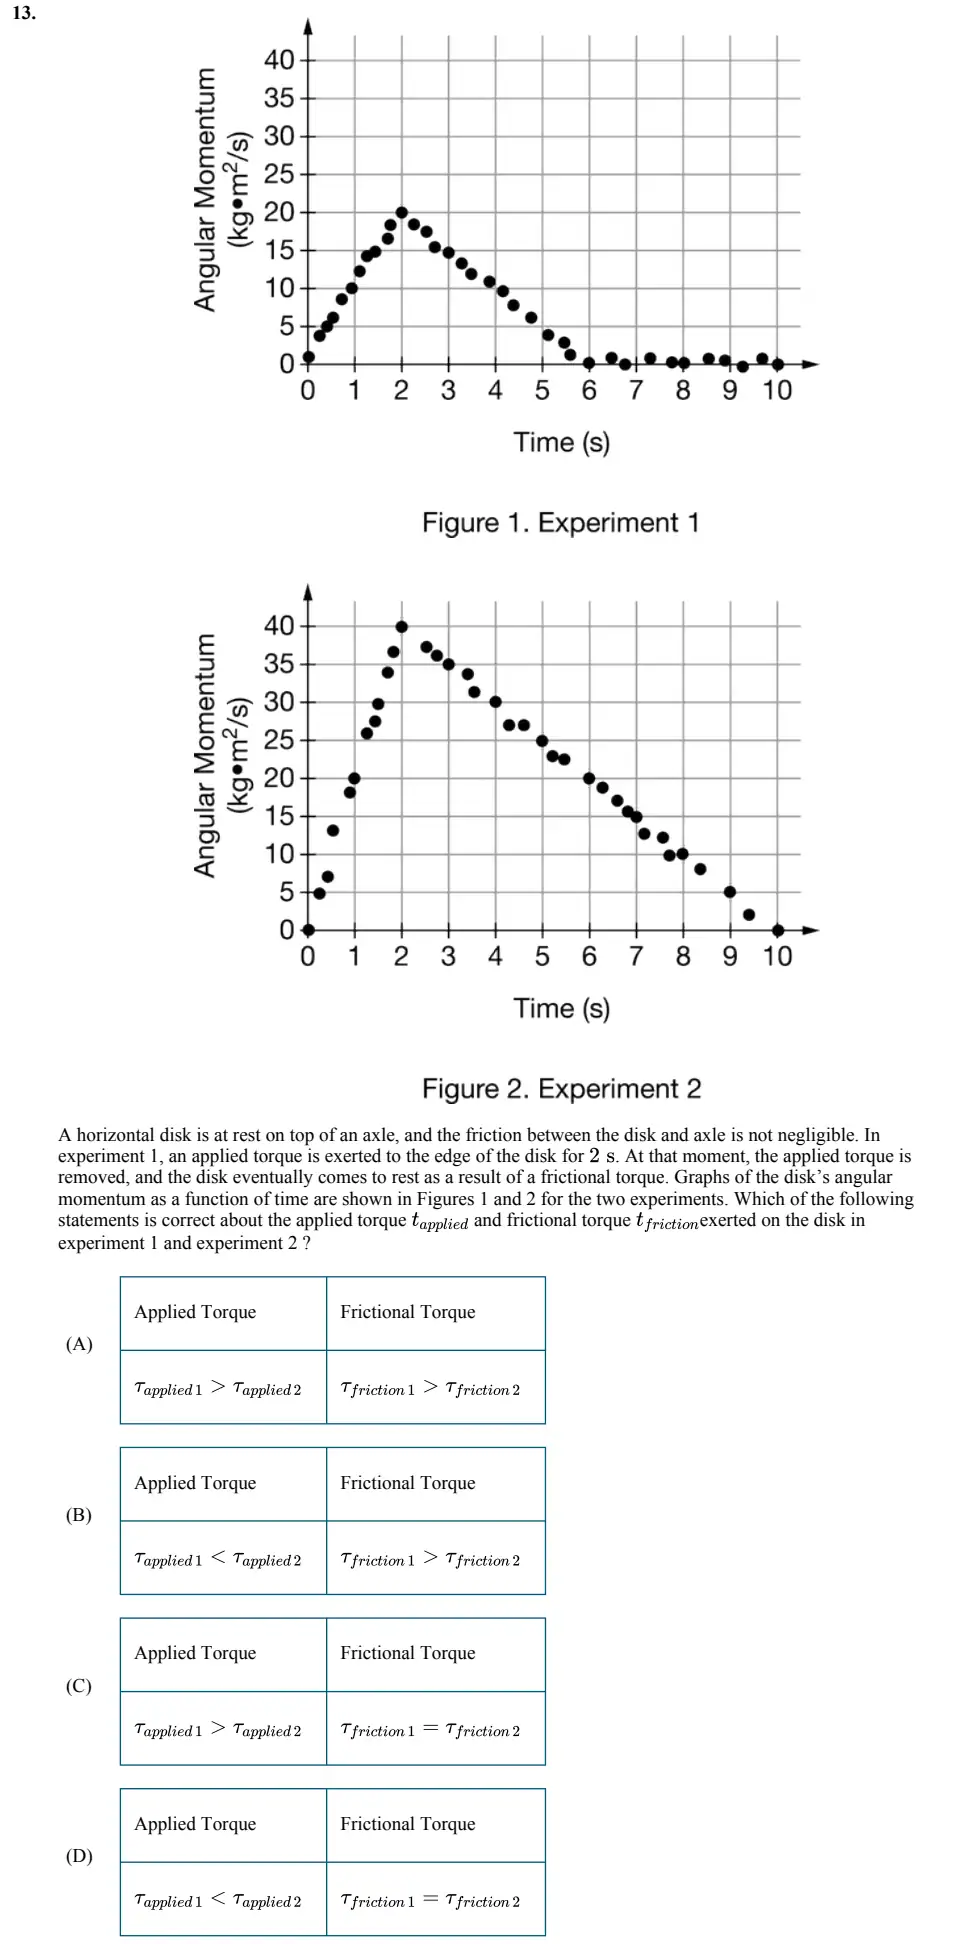 13.
Angular Momentum
(kg•m²/s)
40
35
30
25
20
15
10
5
0
0 1 2 3 4 5 6 7 8 9 10
Time (s)
Figure 1. Experiment 1
Angular Momentum
(kg•m²/s)
40
35
30
25
20
15
10
5
0
0 1 2 3 4 5 6 7 8 9 10
Time (s)
Figure 2. Experiment 2
A horizontal disk is at rest on top of an axle, and the friction between the disk and axle is not negligible. In
experiment 1, an applied torque is exerted to the edge of the disk for 2 s. At that moment, the applied torque is
removed, and the disk eventually comes to rest as a result of a frictional torque. Graphs of the disk’s angular
momentum as a function of time are shown in Figures 1 and 2 for the two experiments. Which of the following
statements is correct about the applied torque t_applied and frictional torque t_friction exerted on the disk in
experiment 1 and experiment 2 ?
(A)
Applied Torque Frictional Torque
τ_applied 1 > τ_applied 2 τ_friction 1 > τ_friction 2
(B)
Applied Torque Frictional Torque
τ_applied 1 < τ_applied 2 τ_friction 1 > τ_friction 2
(C)
Applied Torque Frictional Torque
τ_applied 1 > τ_applied 2 τ_friction 1 = τ_friction 2
(D)
Applied Torque Frictional Torque
τ_applied 1 < τ_applied 2 τ_friction 1 = τ_friction 2